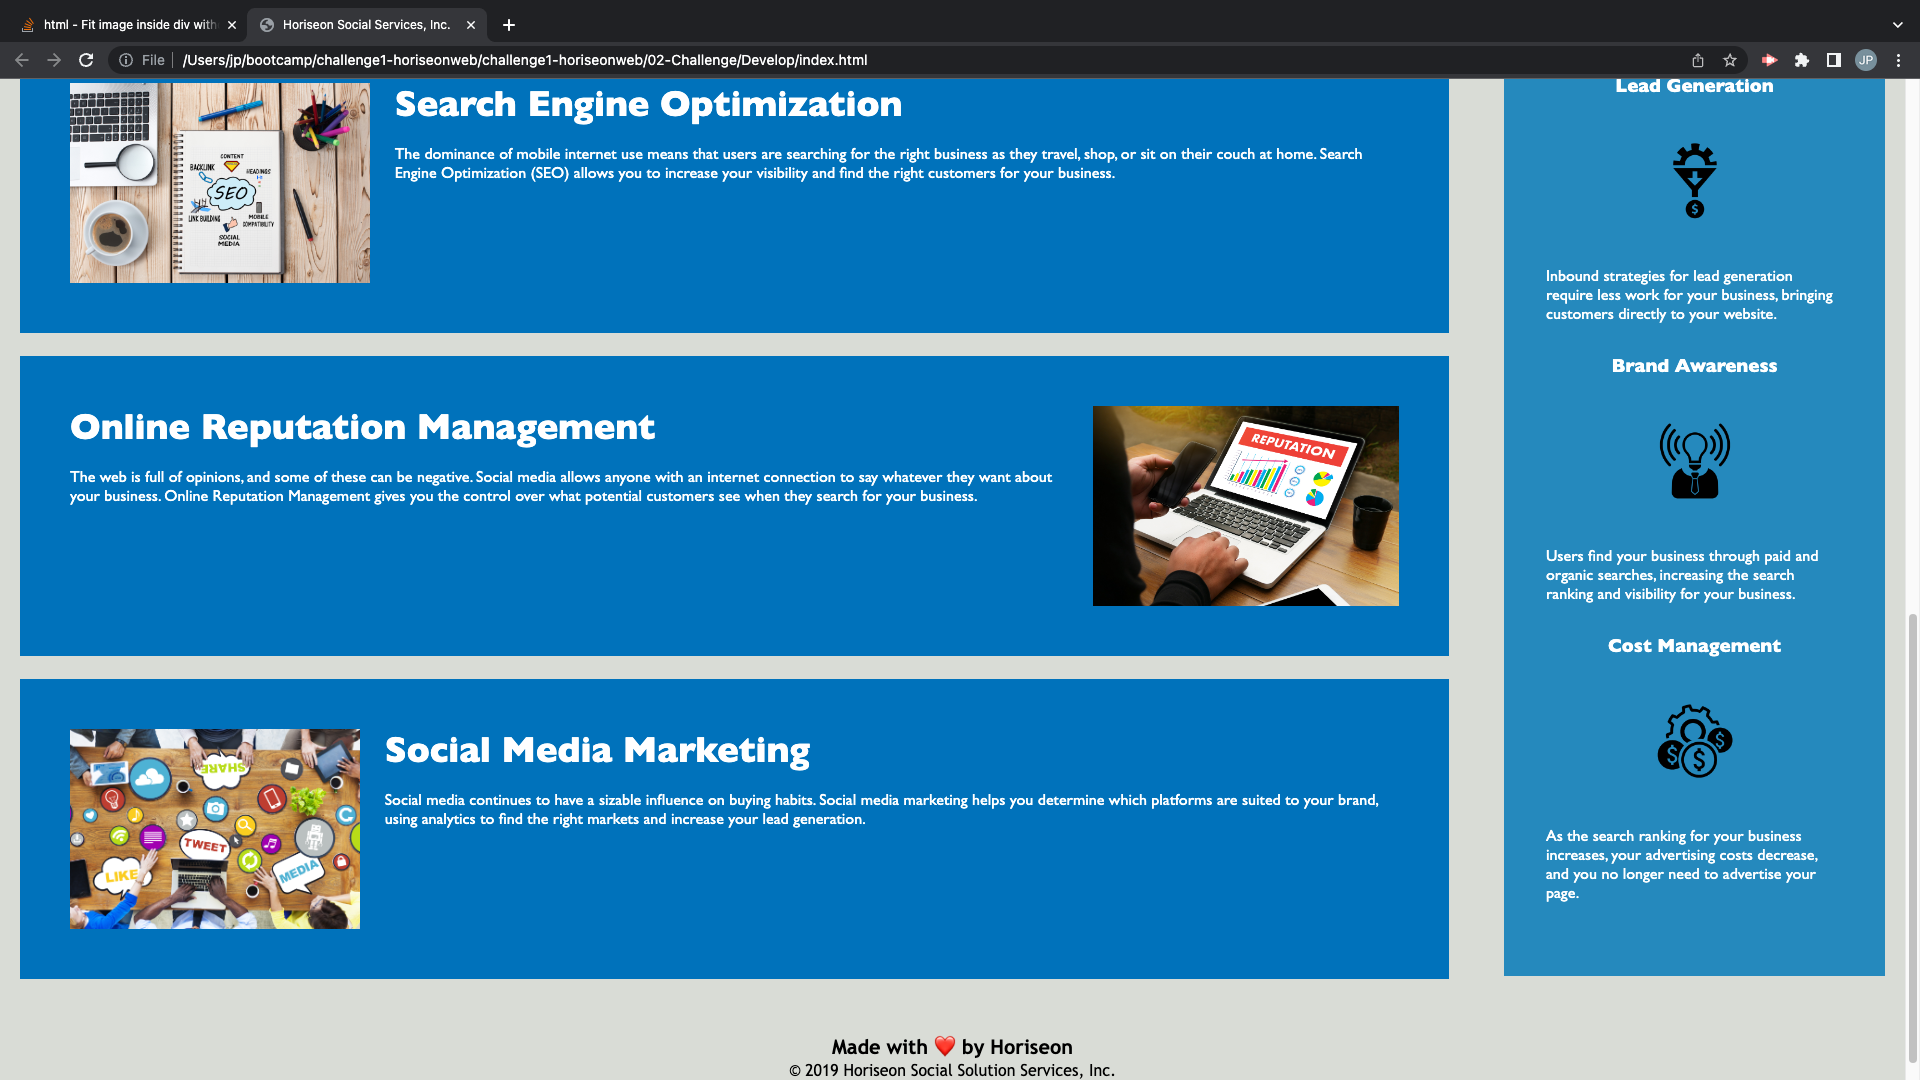 html - Fit image inside div with
Horiseon Social Services, Inc.
File
/Users/jp/bootcamp/challenge1-horiseonweb/challenge1-horiseonweb/02-Challenge/Develop/index.html
JP
CONTENT
BACKLINK
HEADINGS
SEO
LINK BUILDING
MOBILE
COMPATIBILITY
SOCIAL
MEDIA
Search Engine Optimization
The dominance of mobile internet use means that users are searching for the right business as they travel, shop, or sit on their couch at home. Search
Engine Optimization (SEO) allows you to increase your visibility and find the right customers for your business.
Online Reputation Management
The web is full of opinions, and some of these can be negative. Social media allows anyone with an internet connection to say whatever they want about
your business. Online Reputation Management gives you the control over what potential customers see when they search for your business.
REPUTATION
SHARE
TWEET
LIKE
MEDIA
Social Media Marketing
Social media continues to have a sizable influence on buying habits. Social media marketing helps you determine which platforms are suited to your brand,
using analytics to find the right markets and increase your lead generation.
Lead Generation
$
Inbound strategies for lead generation
require less work for your business, bringing
customers directly to your website.
Brand Awareness
Users find your business through paid and
organic searches, increasing the search
ranking and visibility for your business.
Cost Management
$ $ $
As the search ranking for your business
increases, your advertising costs decrease,
and you no longer need to advertise your
page.
Made with ❤️ by Horiseon
© 2019 Horiseon Social Solution Services, Inc.